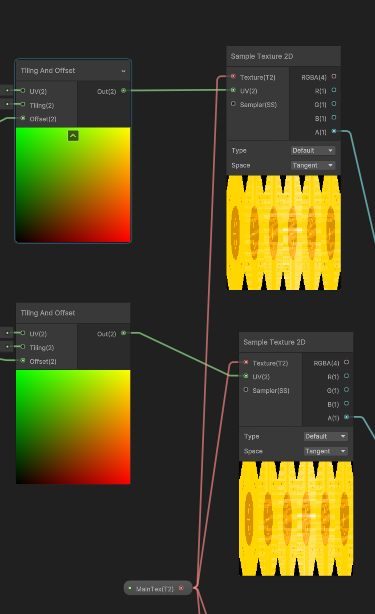 Tiling And Offset
UV(2) Out(2)
Tiling(2)
Offset(2)
Sample Texture 2D
Texture(T2) RGBA(4)
UV(2) R(1)
Sampler(SS) G(1)
B(1)
A(1)
Type Default
Space Tangent
Tiling And Offset
UV(2) Out(2)
Tiling(2)
Offset(2)
Sample Texture 2D
Texture(T2) RGBA(4)
UV(2) R(1)
Sampler(SS) G(1)
B(1)
A(1)
Type Default
Space Tangent
MainTex(T2)